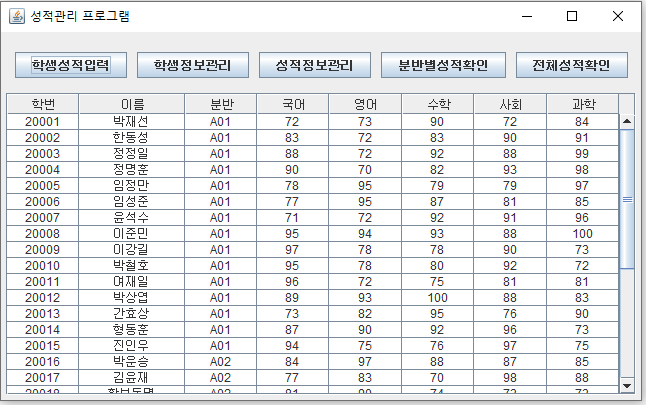 성적관리 프로그램
학생성적입력 학생정보관리 성적정보관리 분반별성적확인 전체성적확인
학번 이름 분반 국어 영어 수학 사회 과학
20001 박재선 A01 72 73 90 72 84
20002 한동성 A01 83 72 83 90 91
20003 정정일 A01 88 72 92 88 99
20004 정명훈 A01 90 70 82 93 98
20005 임정만 A01 78 95 79 79 97
20006 임성준 A01 77 95 87 81 85
20007 윤석수 A01 71 72 92 91 96
20008 이준민 A01 95 94 93 88 100
20009 이강길 A01 97 78 78 90 73
20010 박철호 A01 95 78 80 92 72
20011 여재일 A01 96 72 75 81 81
20012 박상엽 A01 89 93 100 88 83
20013 간효상 A01 73 82 95 76 90
20014 형동훈 A01 87 90 92 96 73
20015 진인우 A01 94 75 76 97 75
20016 박운승 A02 84 97 88 87 85
20017 김윤재 A02 77 83 70 98 88
20018 A02